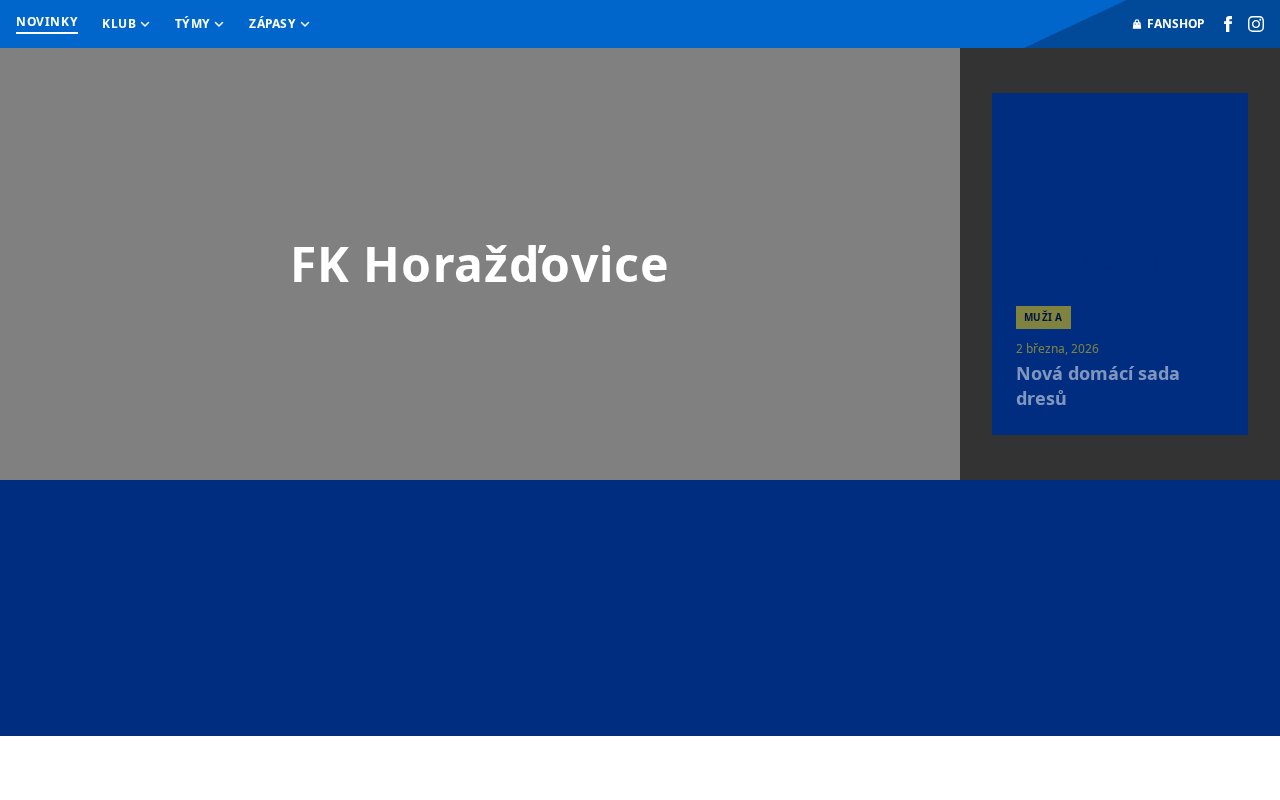 NOVINKY
KLUB
TÝMY
ZÁPASY
FANSHOP
FK Horažďovice
MUŽI A
2 března, 2026
Nová domácí sada
dresů